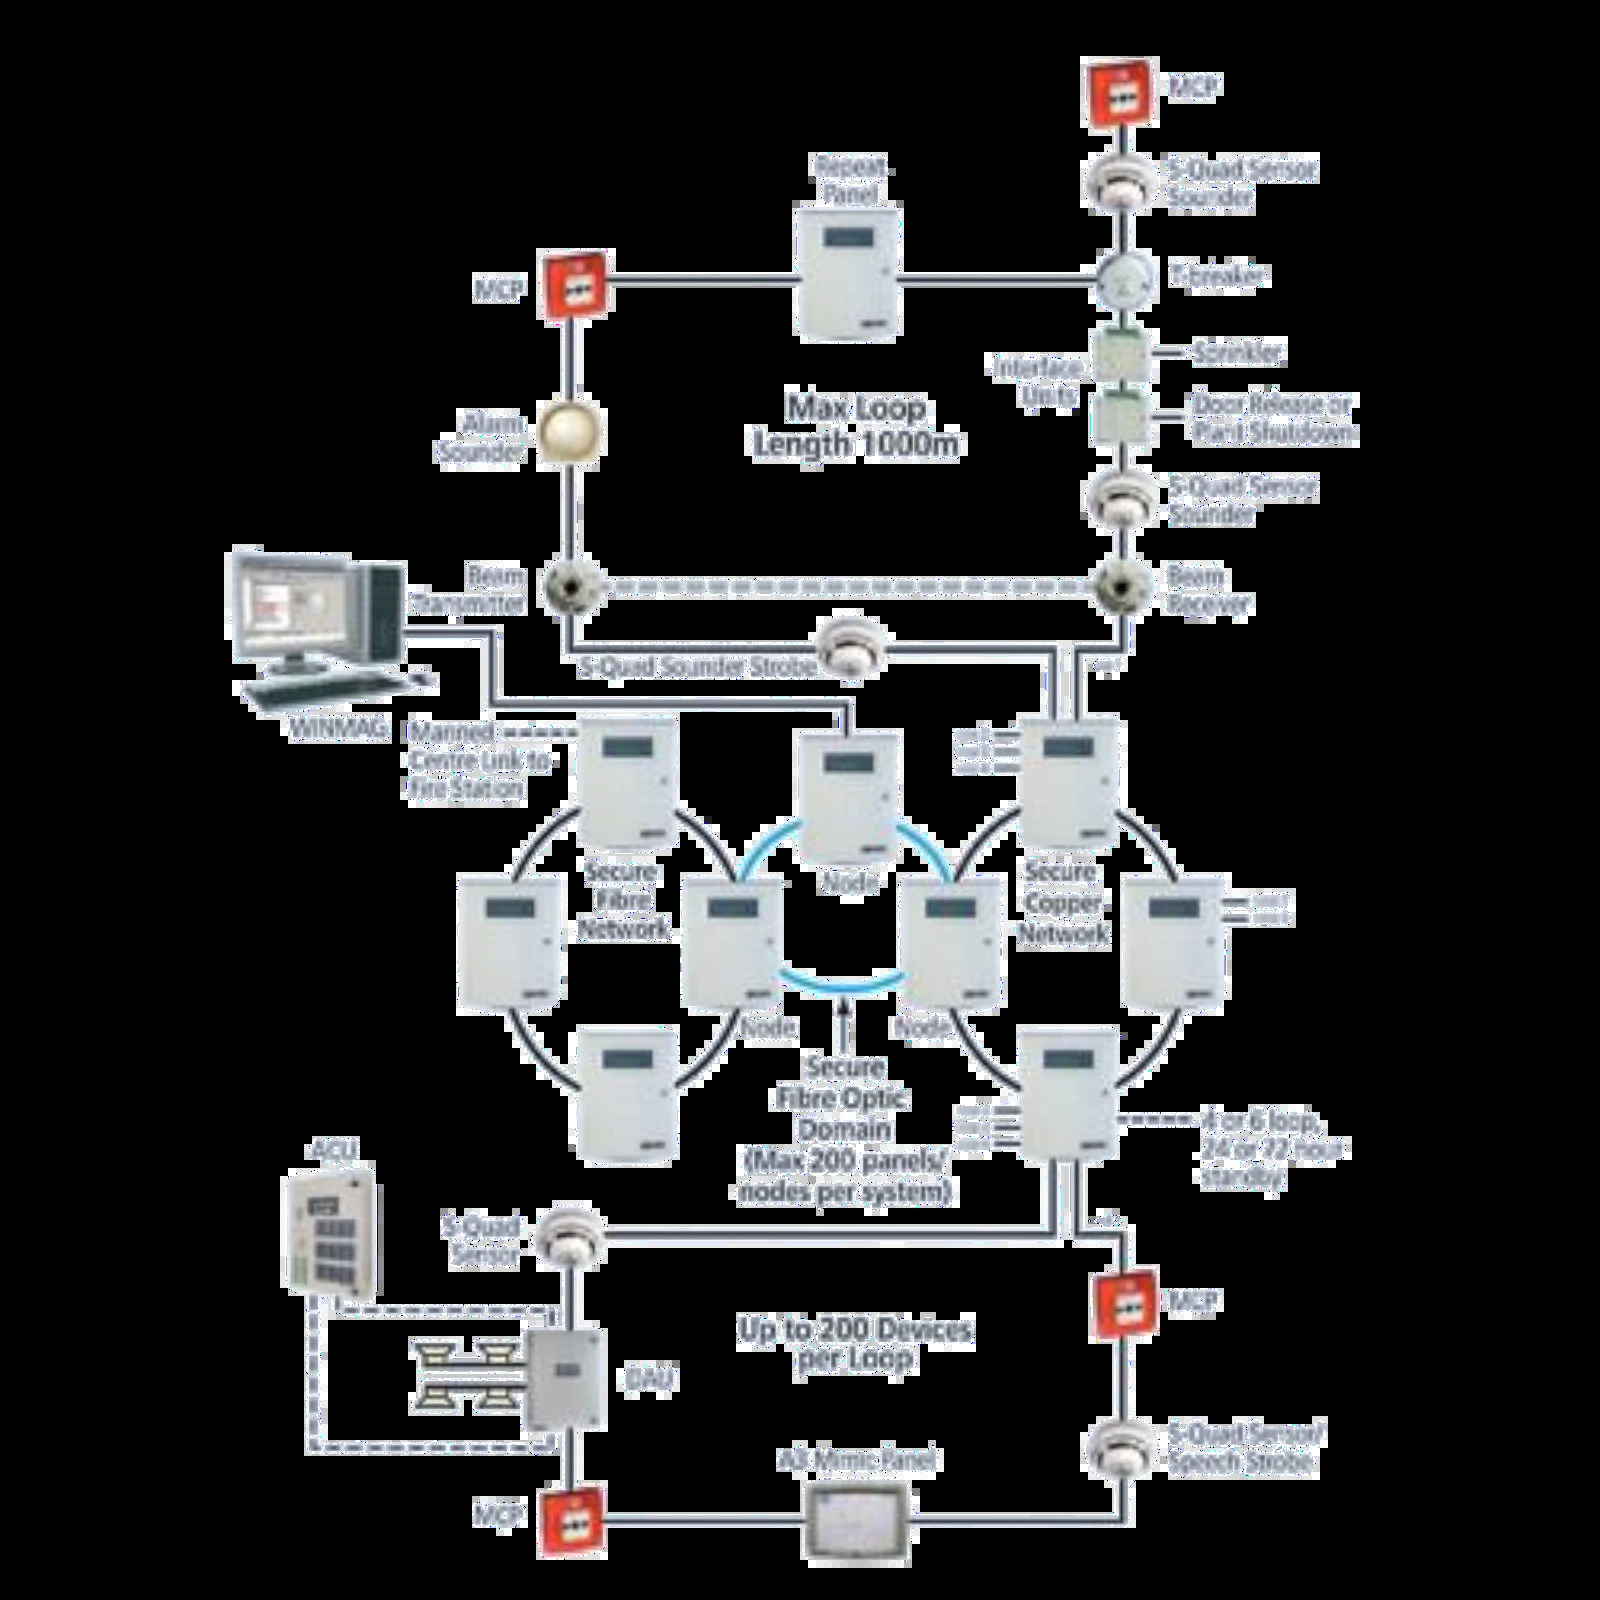 MCP
S-Quad Sensor
Sounder
Repeat
Panel
T-breaker
MCP
Sprinkler
Interface
Units
Door Release or
Plant Shutdown
Max Loop
Length 1000m
Alarm
Sounder
S-Quad Sensor
Sounder
Beam
Transmitter
Beam
Receiver
S-Quad Sounder Strobe
WINMAG
Manned
Centre Link to
Fire Station
Secure
Fibre
Network
Node
Secure
Copper
Network
Node
Node
Secure
Fibre Optic
Domain
(Max 200 panels/
nodes per system)
4 or 6 loop,
24 or 72 hour
standby
ACU
S-Quad
Sensor
MCP
Up to 200 Devices
per Loop
DAU
S-Quad Sensor/
Speech Strobe
A3 Mimic Panel
MCP